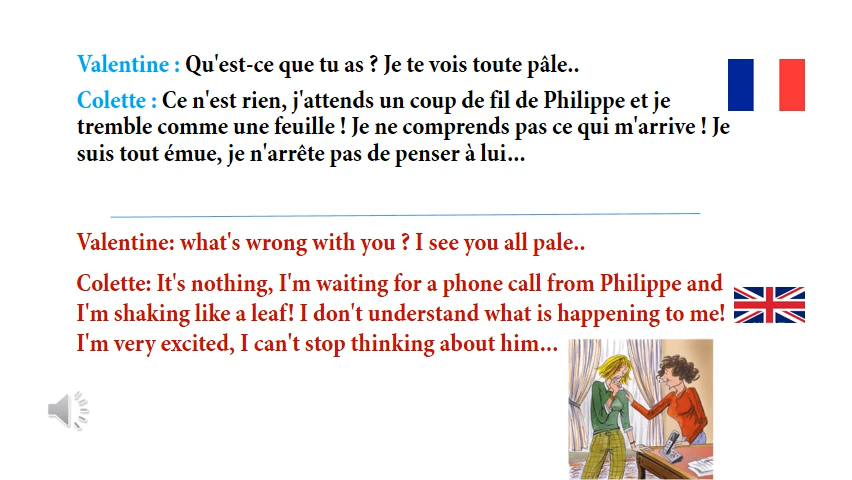 Valentine : Qu'est-ce que tu as ? Je te vois toute pâle..
Colette : Ce n'est rien, j'attends un coup de fil de Philippe et je
tremble comme une feuille ! Je ne comprends pas ce qui m'arrive ! Je
suis tout émue, je n'arrête pas de penser à lui...
Valentine: what's wrong with you ? I see you all pale..
Colette: It's nothing, I'm waiting for a phone call from Philippe and
I'm shaking like a leaf! I don't understand what is happening to me!
I'm very excited, I can't stop thinking about him...